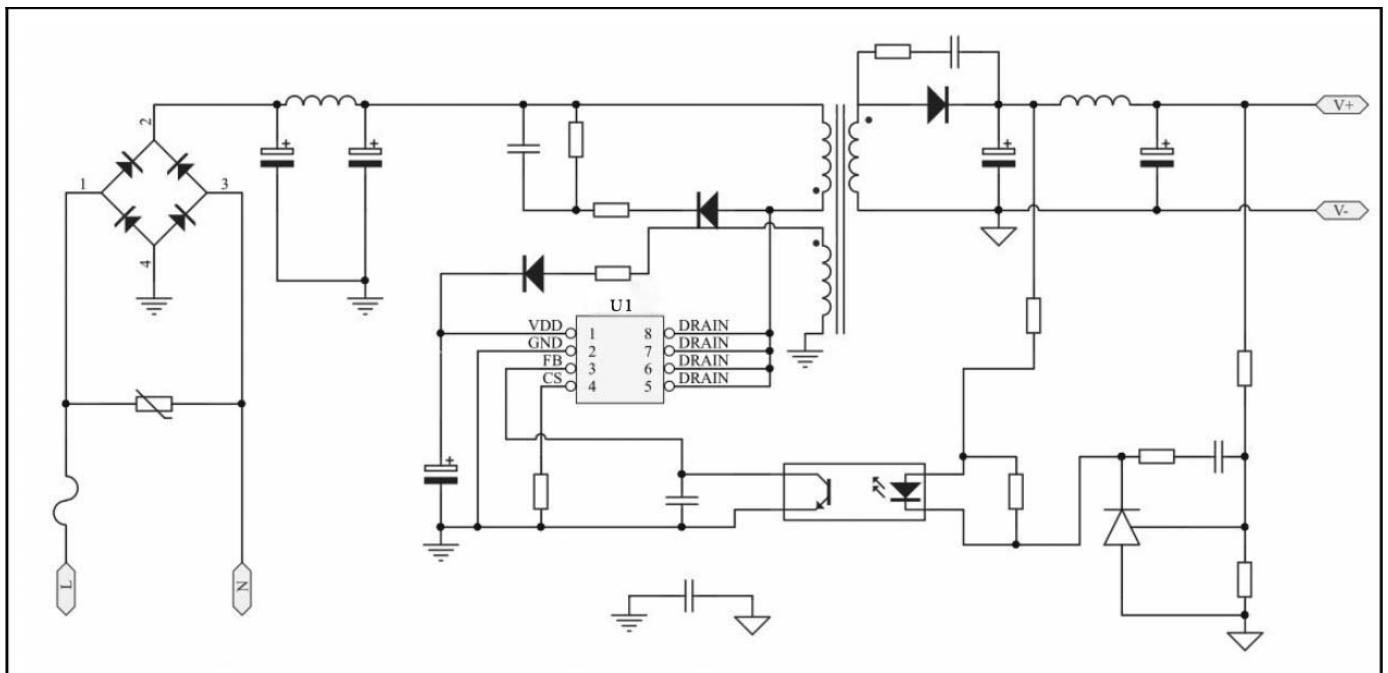 V+
2
1
3
V-
4
U1
VDD 1 8 DRAIN
GND 2 7 DRAIN
FB 3 6 DRAIN
CS 4 5 DRAIN
+
+
+
+
+
L
N